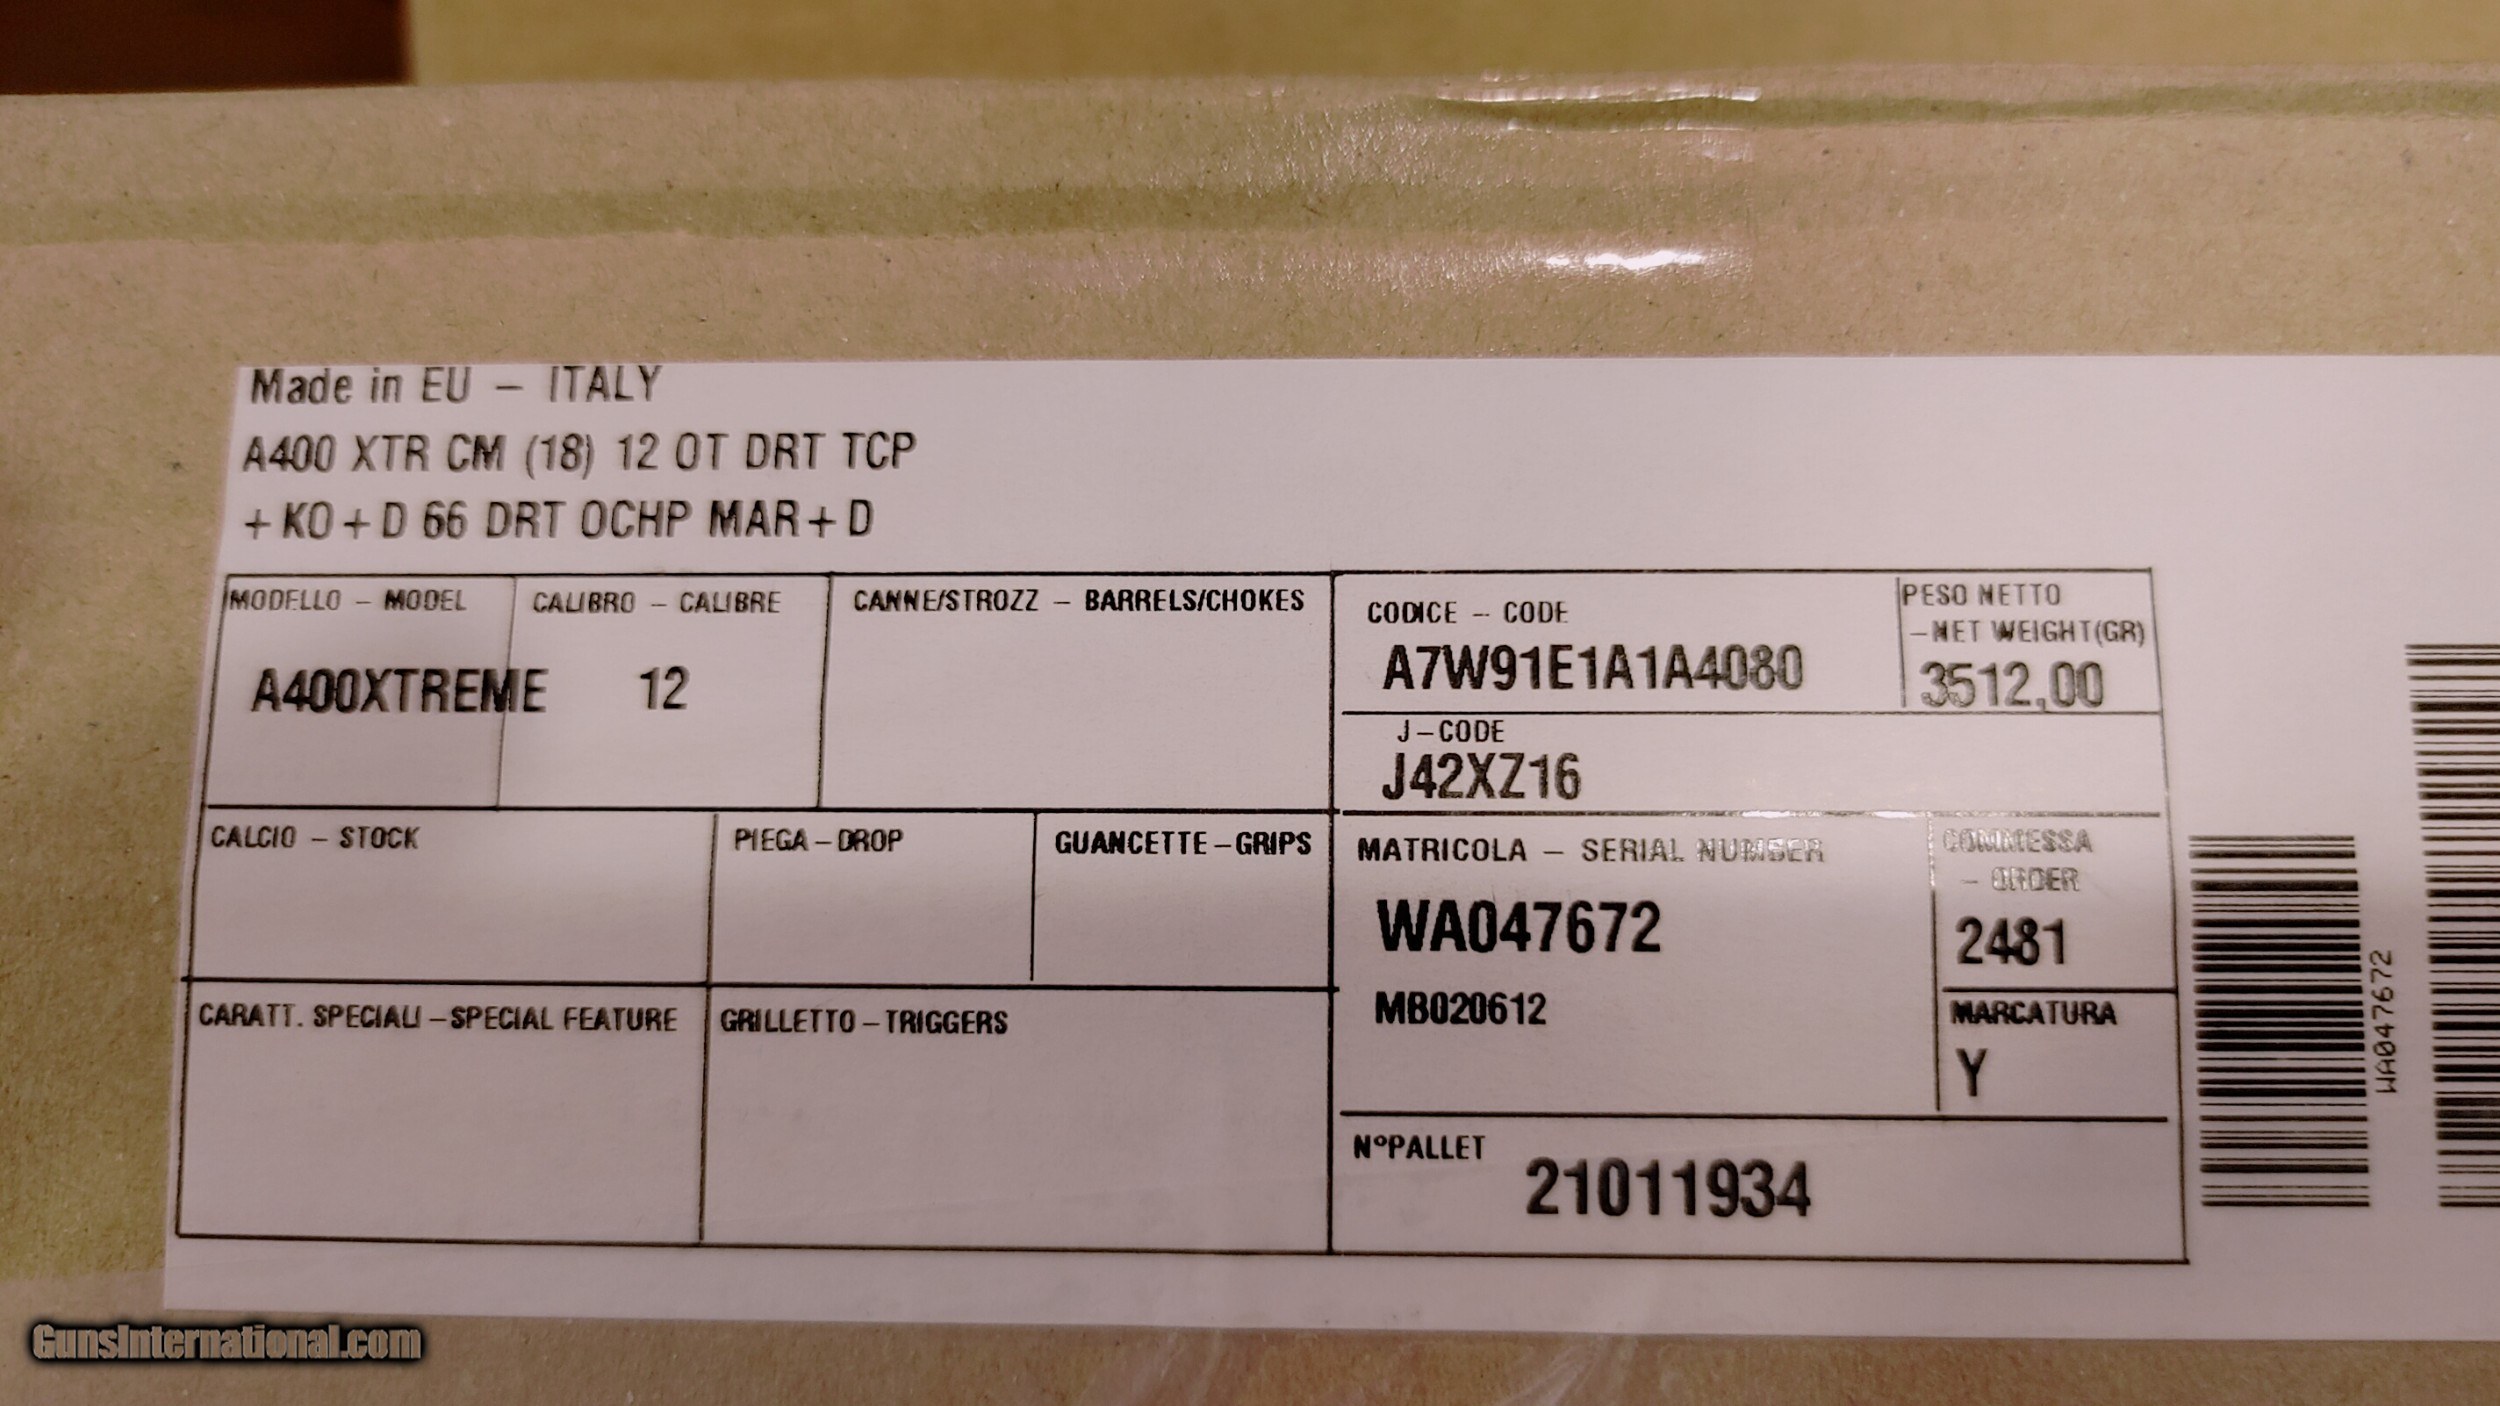 Made in EU – ITALY
A400 XTR CM (18) 12 OT DRT TCP
+ KO + D 66 DRT OCHP MAR + D
MODELLO – MODEL
A400XTREME
CALIBRO – CALIBRE
12
CANNE/STROZZ – BARRELS/CHOKES
CODICE – CODE
A7W91E1A1A4080
PESO NETTO
–NET WEIGHT(GR)
3512,00
J–CODE
J42XZ16
CALCIO – STOCK
PIEGA–DROP
GUANCETTE–GRIPS
MATRICOLA – SERIAL NUMBER
WA047672
MB020612
COMMESSA
– ORDER
2481
MARCATURA
Y
CARATT. SPECIALI –SPECIAL FEATURE
GRILLETTO –TRIGGERS
N°PALLET
21011934
WA047672
GunsInternational.com